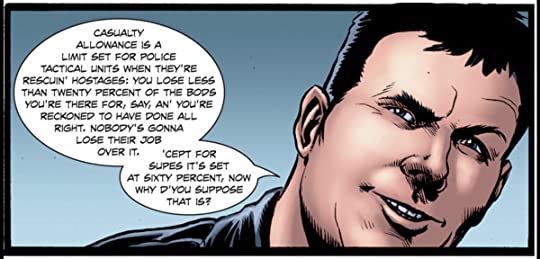 CASUALTY
ALLOWANCE IS A
LIMIT SET FOR POLICE
TACTICAL UNITS WHEN THEY'RE
RESCUIN' HOSTAGES: YOU LOSE LESS
THAN TWENTY PERCENT OF THE BODS
YOU'RE THERE FOR, SAY, AN' YOU'RE
RECKONED TO HAVE DONE ALL
RIGHT. NOBODY'S GONNA
LOSE THEIR JOB
OVER IT.
'CEPT FOR
SUPES IT'S SET
AT SIXTY PERCENT, NOW
WHY D'YOU SUPPOSE
THAT IS?